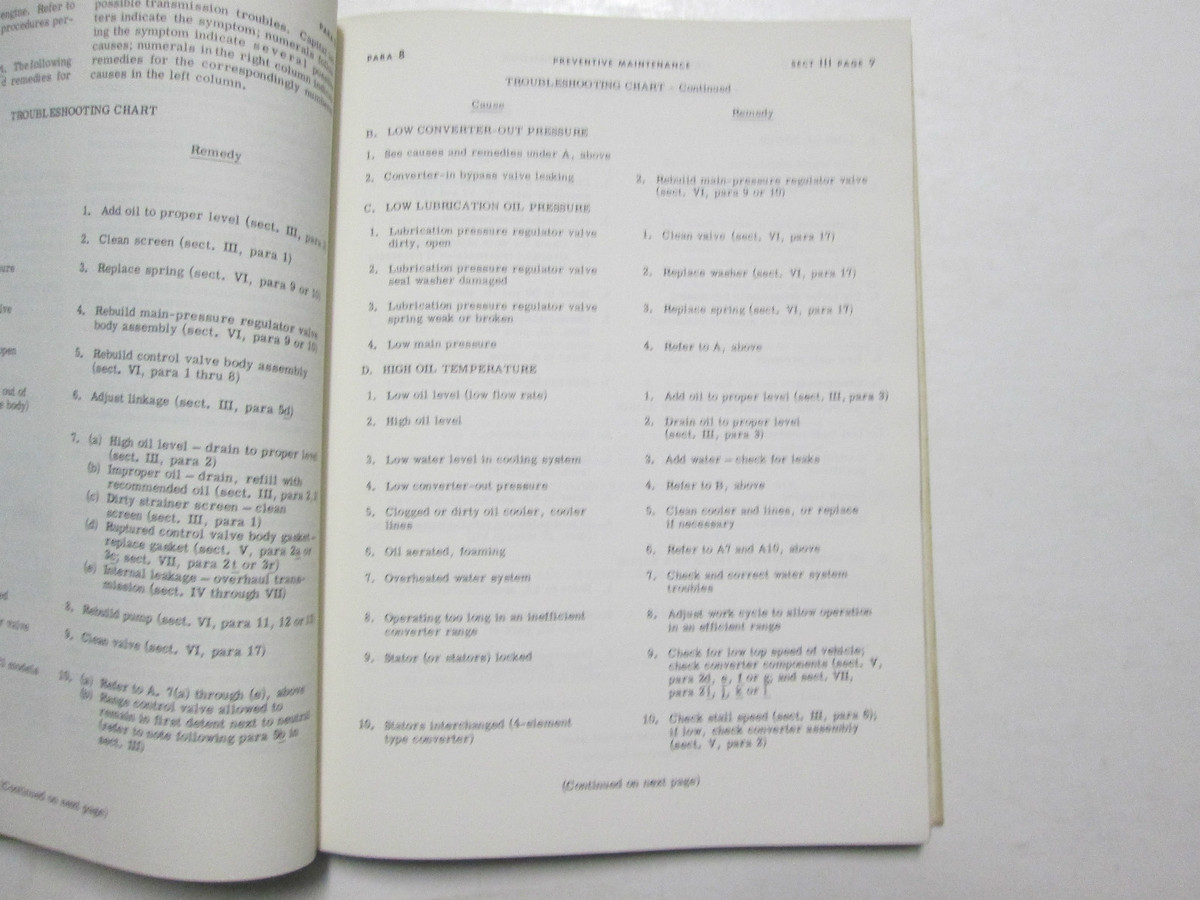 engine. Refer to
procedures per-
The following
remedies for
possible transmission troubles. Capital
ters indicate the symptom; numerals
ing the symptom indicate several
causes; numerals in the right column
remedies for the correspondingly
causes in the left column.
TROUBLESHOOTING CHART
Remedy
1. Add oil to proper level (sect. III, para
2. Clean screen (sect. III, para 1)
3. Replace spring (sect. VI, para 9 or 10
4. Rebuild main-pressure regulator valve
body assembly (sect. VI, para 9 or 10)
5. Rebuild control valve body assembly
(sect. VI, para 1 thru 8)
out of
body)
6. Adjust linkage (sect. III, para 5d)
7. (a) High oil level — drain to proper level
(sect. III, para 2)
(b) Improper oil — drain, refill with
recommended oil (sect. III, para 2,
(c) Dirty strainer screen — clean
screen (sect. III, para 1)
(d) Ruptured control valve body gasket-
replace gasket (sect. V, para 2a or
3c; sect. VII, para 2t or 3r)
(e) Internal leakage — overhaul trans-
mission (sect. IV through VII)
8. Rebuild pump (sect. VI, para 11, 12 or
valve
9. Clean valve (sect. VI, para 17)
models
10. (a) Refer to A, 7(a) through (e), above
(b) Range control valve allowed to
remain in first detent next to neutral
(refer to note following para 5b in
sect. III)
(Continued on next page)
PARA 8
PREVENTIVE MAINTENANCE
SECT III PAGE 9
TROUBLESHOOTING CHART - Continued
Cause
Remedy
B. LOW CONVERTER-OUT PRESSURE
1. See causes and remedies under A, above
2. Converter-in bypass valve leaking
2. Rebuild main-pressure regulator valve
(sect. VI, para 9 or 10)
C. LOW LUBRICATION OIL PRESSURE
1. Lubrication pressure regulator valve
dirty, open
1. Clean valve (sect. VI, para 17)
2. Lubrication pressure regulator valve
seal washer damaged
2. Replace washer (sect. VI, para 17)
3. Lubrication pressure regulator valve
spring weak or broken
3. Replace spring (sect. VI, para 17)
4. Low main pressure
4. Refer to A, above
D. HIGH OIL TEMPERATURE
1. Low oil level (low flow rate)
1. Add oil to proper level (sect. III, para 3)
2. High oil level
2. Drain oil to proper level
(sect. III, para 3)
3. Low water level in cooling system
3. Add water — check for leaks
4. Low converter-out pressure
4. Refer to B, above
5. Clogged or dirty oil cooler, cooler
lines
5. Clean cooler and lines, or replace
if necessary
6. Oil aerated, foaming
6. Refer to A7 and A10, above
7. Overheated water system
7. Check and correct water system
troubles
8. Operating too long in an inefficient
converter range
8. Adjust work cycle to allow operation
in an efficient range
9. Stator (or stators) locked
9. Check for low top speed of vehicle;
check converter components (sect. V,
para 2d, e, f or g; and sect. VII,
para 2i, j, k or l
10. Stators interchanged (4-element
type converter)
10. Check stall speed (sect. III, para 6);
if low, check converter assembly
(sect. V, para 2)
(Continued on next page)